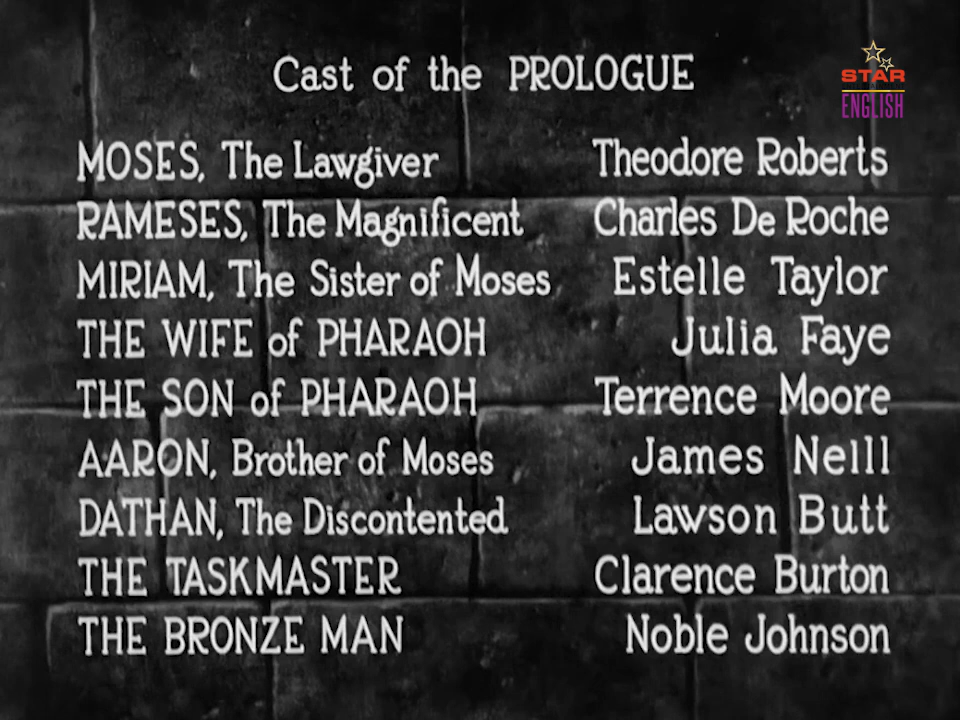 Cast of the PROLOGUE
STAR
ENGLISH
MOSES, The Lawgiver Theodore Roberts
RAMESES, The Magnificent Charles De Roche
MIRIAM, The Sister of Moses Estelle Taylor
THE WIFE of PHARAOH Julia Faye
THE SON of PHARAOH Terrence Moore
AARON, Brother of Moses James Neill
DATHAN, The Discontented Lawson Butt
THE TASKMASTER Clarence Burton
THE BRONZE MAN Noble Johnson